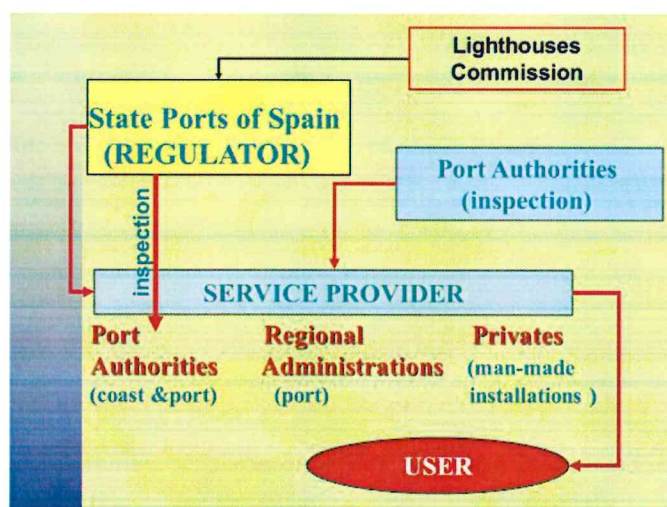 Lighthouses
Commission
State Ports of Spain
(REGULATOR)
Port Authorities
(inspection)
inspection
SERVICE PROVIDER
Port
Authorities
(coast &port)
Regional
Administrations
(port)
Privates
(man-made
installations )
USER